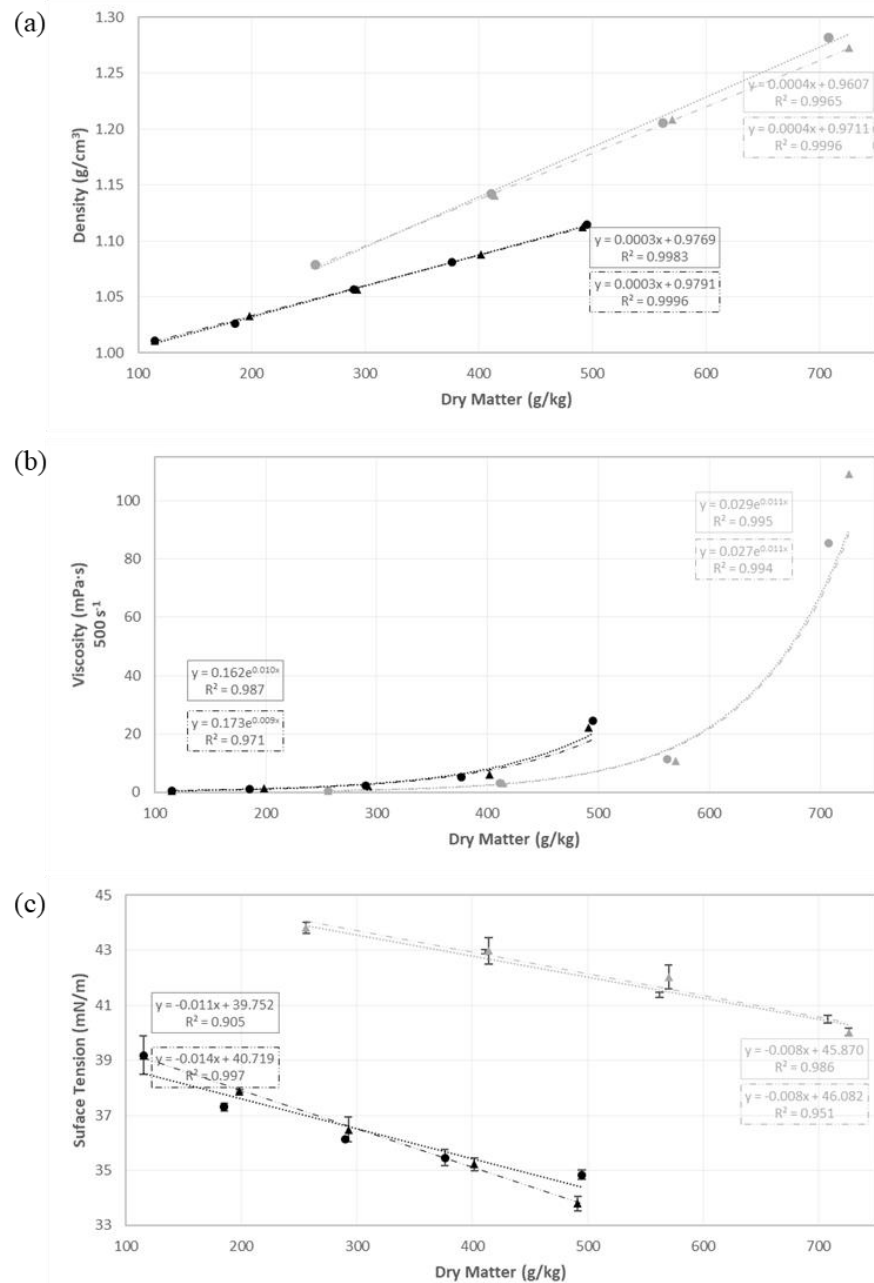 (a)
1.30
1.25
1.20
1.15
1.10
1.05
1.00
Density (g/cm³)
y = 0.0004x + 0.9607
R² = 0.9965
y = 0.0004x + 0.9711
R² = 0.9996
y = 0.0003x + 0.9769
R² = 0.9983
y = 0.0003x + 0.9791
R² = 0.9996
100 200 300 400 500 600 700
Dry Matter (g/kg)
(b)
100
80
60
40
20
0
Viscosity (mPa·s)
500 s⁻¹
y = 0.029e^0.011x
R² = 0.995
y = 0.027e^0.011x
R² = 0.994
y = 0.162e^0.010x
R² = 0.987
y = 0.173e^0.009x
R² = 0.971
100 200 300 400 500 600 700
Dry Matter (g/kg)
(c)
45
43
41
39
37
35
33
Suface Tension (mN/m)
y = -0.011x + 39.752
R² = 0.905
y = -0.014x + 40.719
R² = 0.997
y = -0.008x + 45.870
R² = 0.986
y = -0.008x + 46.082
R² = 0.951
100 200 300 400 500 600 700
Dry Matter (g/kg)